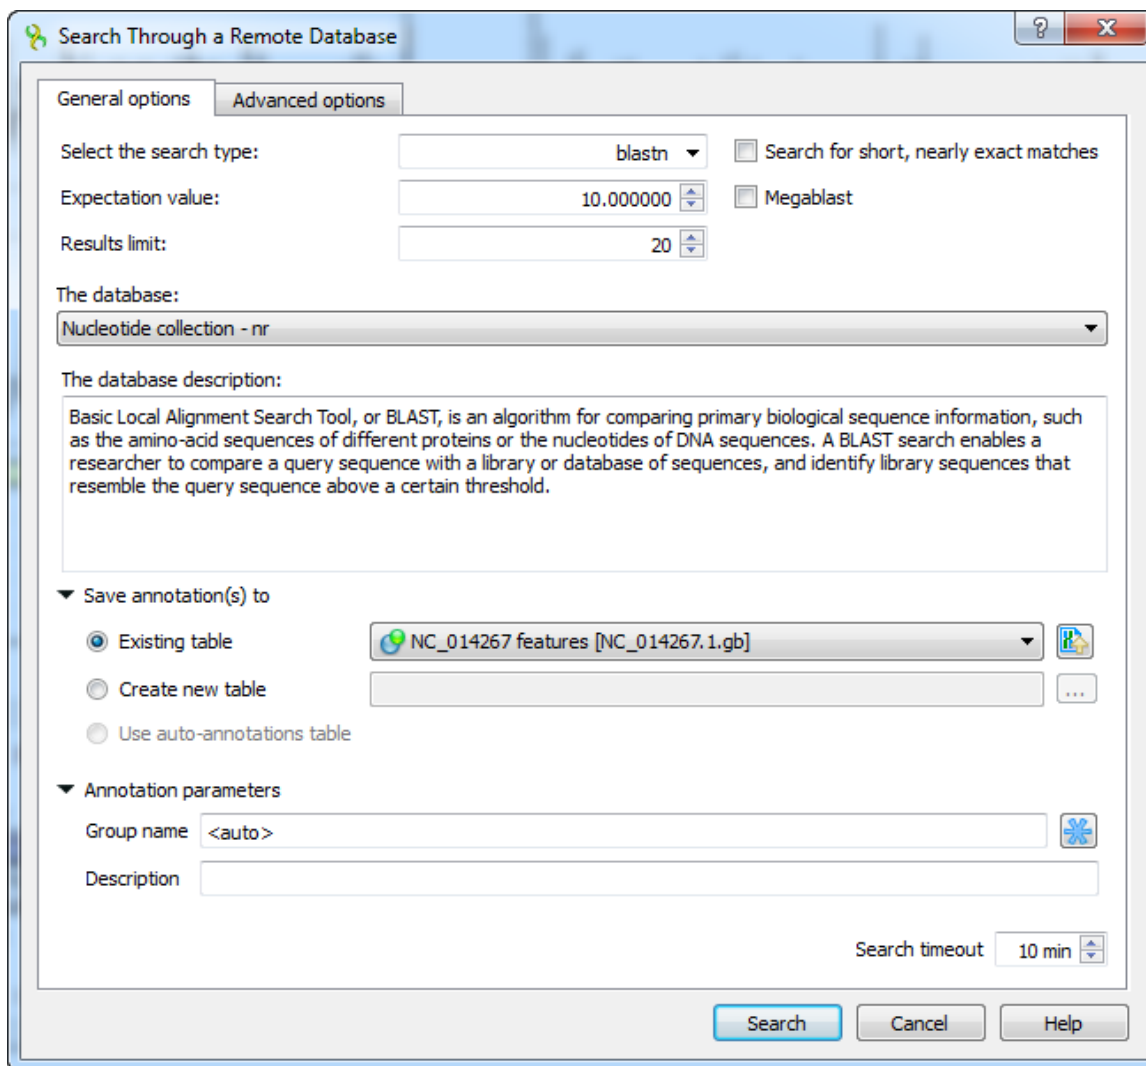 Search Through a Remote Database
General options
Advanced options
Select the search type:
blastn
Search for short, nearly exact matches
Expectation value:
10.000000
Megablast
Results limit:
20
The database:
Nucleotide collection - nr
The database description:
Basic Local Alignment Search Tool, or BLAST, is an algorithm for comparing primary biological sequence information, such
as the amino-acid sequences of different proteins or the nucleotides of DNA sequences. A BLAST search enables a
researcher to compare a query sequence with a library or database of sequences, and identify library sequences that
resemble the query sequence above a certain threshold.
Save annotation(s) to
Existing table
NC_014267 features [NC_014267.1.gb]
Create new table
...
Use auto-annotations table
Annotation parameters
Group name
<auto>
Description
Search timeout
10 min
Search
Cancel
Help